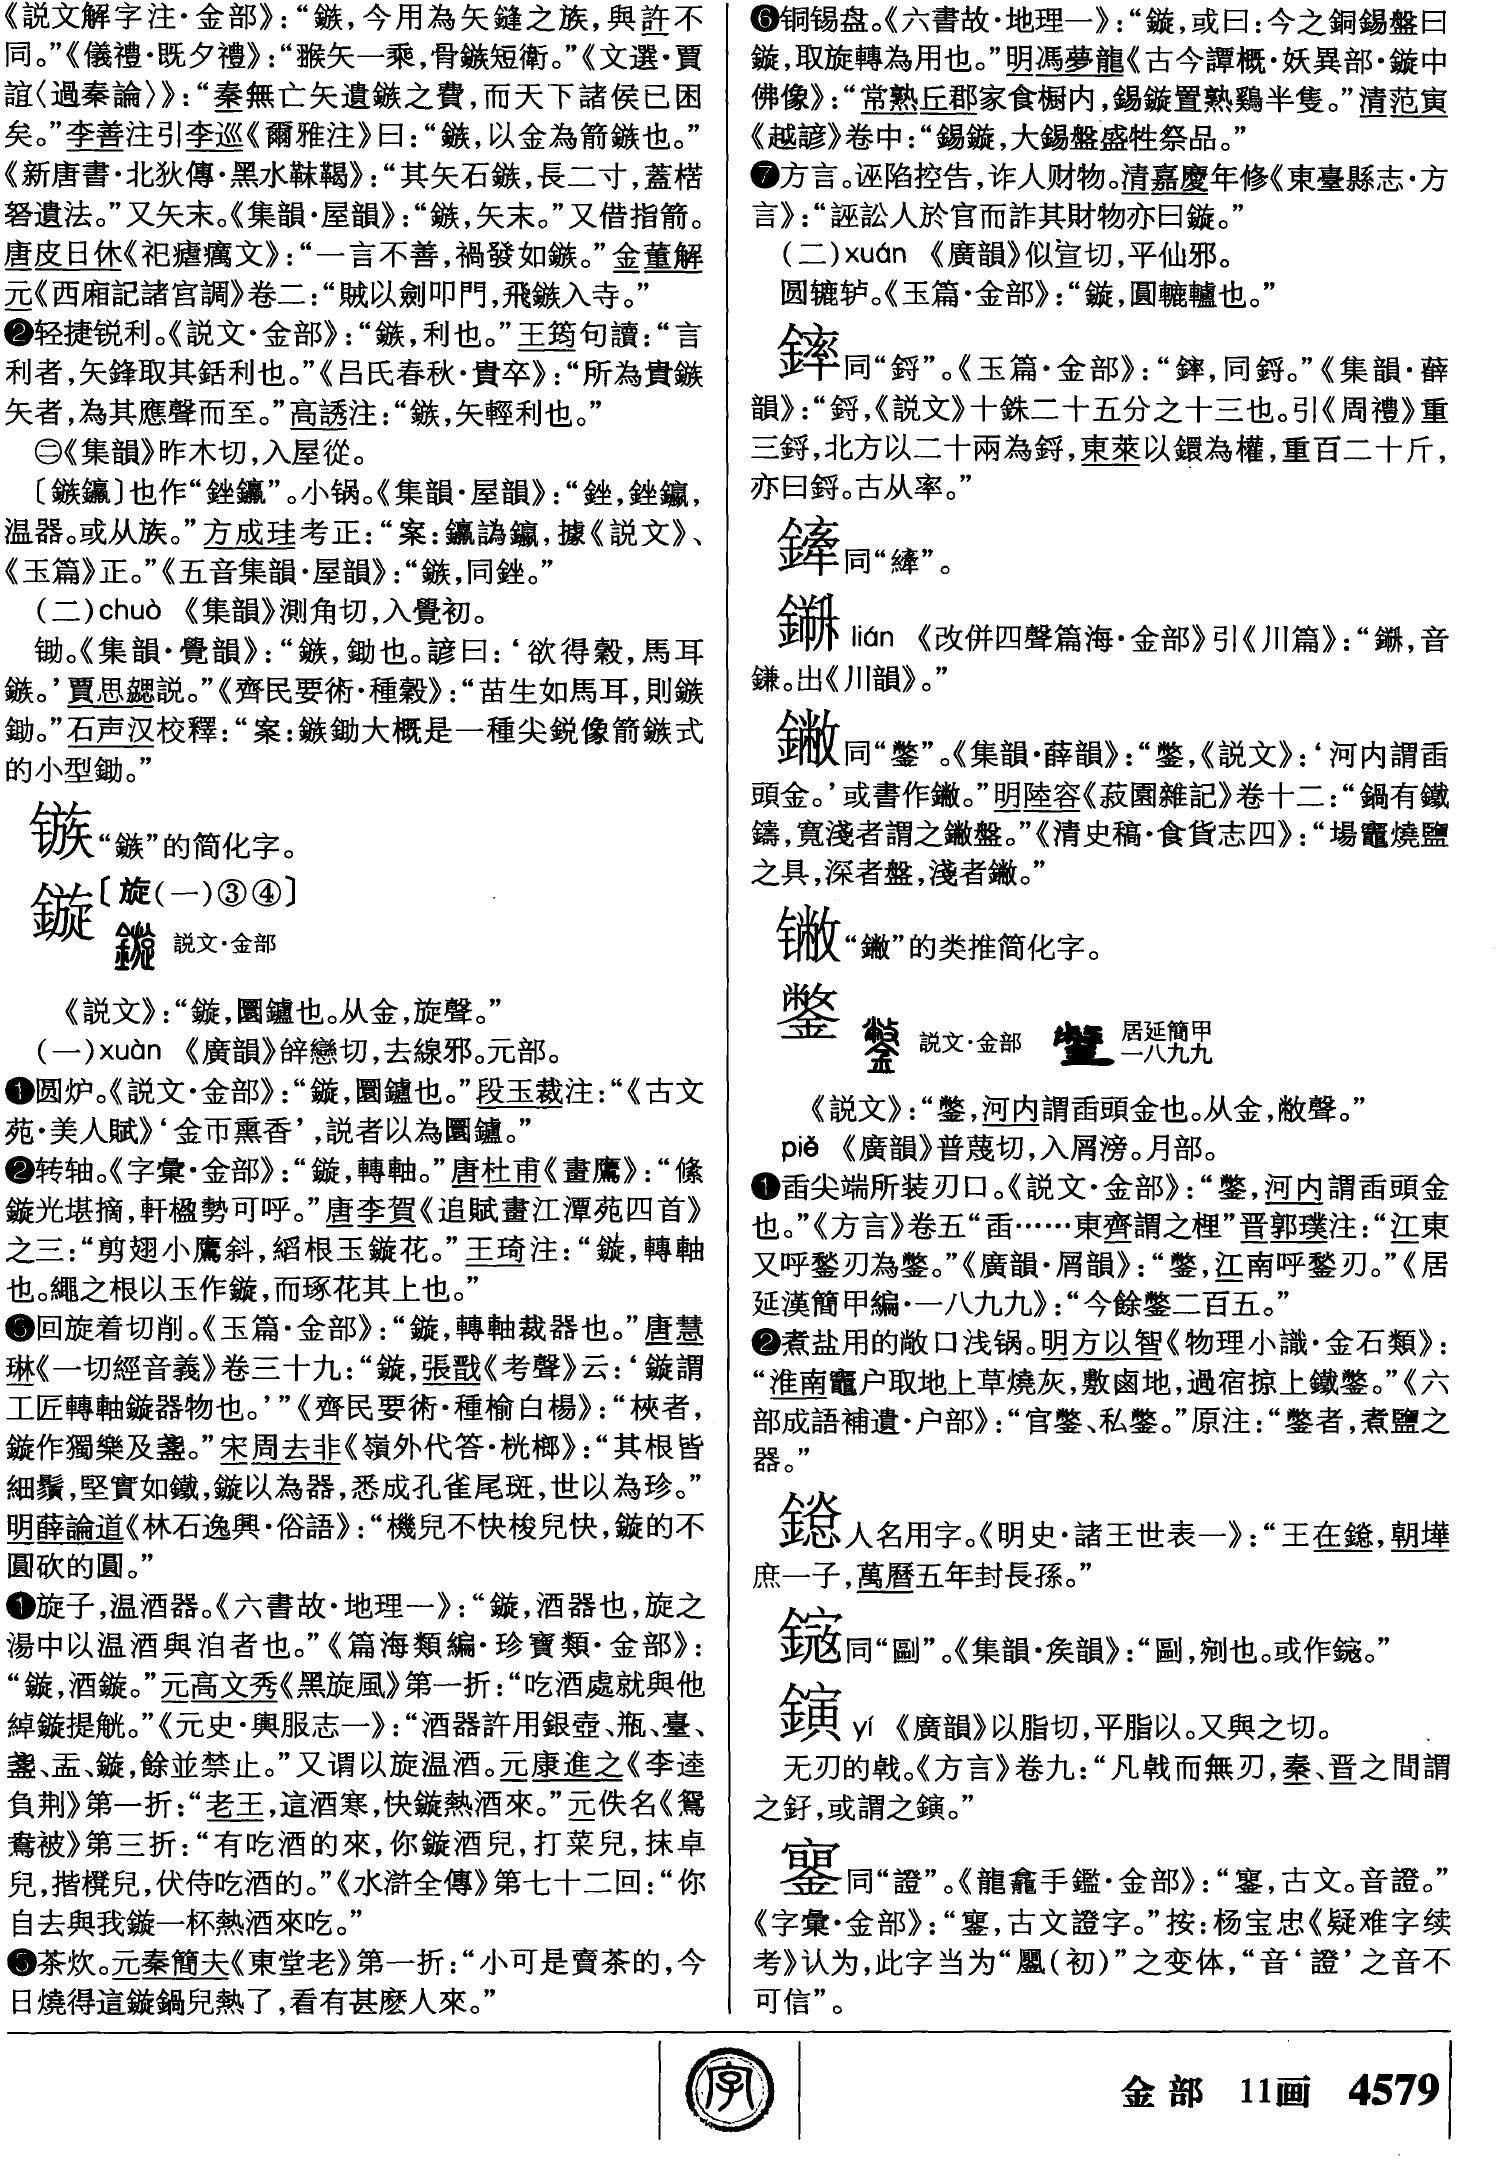 《説文解字注·金部》：“鏃，今用為矢鏠之族，與許不
同。”《儀禮·既夕禮》：“猴矢一乘，骨鏃短衛。”《文選·賈
誼〈過秦論〉》：“秦無亡矢遺鏃之費，而天下諸侯已困
矣。”李善注引李巡《爾雅注》曰：“鏃，以金為箭鏃也。”
《新唐書·北狄傳·黑水靺鞨》：“其矢石鏃，長二寸，蓋楛
砮遺法。”又矢末。《集韻·屋韻》：“鏃，矢末。”又借指箭。
唐皮日休《祀瘧癘文》：“一言不善，禍發如鏃。”金董解
元《西廂記諸宫調》卷二：“賊以劍叩門，飛鏃入寺。”
❷轻捷锐利。《説文·金部》：“鏃，利也。”王筠句讀：“言
利者，矢鋒取其銛利也。”《吕氏春秋·貴卒》：“所為貴鏃
矢者，為其應聲而至。”高誘注：“鏃，矢輕利也。”
㊁《集韻》昨木切，入屋從。
〔鏃鑹〕也作“銼鑹”。小锅。《集韻·屋韻》：“銼，銼鑹，
温器。或从族。”方成珪考正：“案：鑹譌鑹，據《説文》、
《玉篇》正。”《五音集韻·屋韻》：“鏃，同銼。”
（二）chuò 《集韻》測角切，入覺初。
锄。《集韻·覺韻》：“鏃，鋤也。諺曰：‘欲得穀，馬耳
鏃。’賈思勰説。”《齊民要術·種穀》：“苗生如馬耳，則鏃
鋤。”石声汉校釋：“案：鏃鋤大概是一種尖鋭像箭鏃式
的小型鋤。”
镞“鏃”的简化字。
鏇〔旋（一）③④〕
説文·金部
《説文》：“鏇，圜鑪也。从金，旋聲。”
（一）xuàn 《廣韻》辝戀切，去線邪。元部。
❶圆炉。《説文·金部》：“鏇，圜鑪也。”段玉裁注：“《古文
苑·美人賦》‘金帀熏香’，説者以為圜鑪。”
❷转轴。《字彙·金部》：“鏇，轉軸。”唐杜甫《畫鷹》：“絛
鏇光堪摘，軒楹勢可呼。”唐李賀《追賦畫江潭苑四首》
之三：“剪翅小鷹斜，縚根玉鏇花。”王琦注：“鏇，轉軸
也。繩之根以玉作鏇，而琢花其上也。”
❸回旋着切削。《玉篇·金部》：“鏇，轉軸裁器也。”唐慧
琳《一切經音義》卷三十九：“鏇，張戩《考聲》云：‘鏇謂
工匠轉軸鏇器物也。’”《齊民要術·種榆白楊》：“梜者，
鏇作獨樂及盞。”宋周去非《嶺外代答·桄榔》：“其根皆
細鬚，堅實如鐵，鏇以為器，悉成孔雀尾斑，世以為珍。”
明薛論道《林石逸興·俗語》：“機兒不快梭兒快，鏇的不
圓砍的圓。”
❶旋子，温酒器。《六書故·地理一》：“鏇，酒器也，旋之
湯中以温酒與洎者也。”《篇海類編·珍寶類·金部》：
“鏇，酒鏇。”元高文秀《黑旋風》第一折：“吃酒處就與他
綽鏇提觥。”《元史·輿服志一》：“酒器許用銀壺、瓶、臺、
盞、盂、鏇，餘並禁止。”又谓以旋温酒。元康進之《李逵
負荆》第一折：“老王，這酒寒，快鏇熱酒來。”元佚名《鴛
鴦被》第三折：“有吃酒的來，你鏇酒兒，打菜兒，抹卓
兒，揩櫈兒，伏侍吃酒的。”《水滸全傳》第七十二回：“你
自去與我鏇一杯熱酒來吃。”
❺茶炊。元秦簡夫《東堂老》第一折：“小可是賣茶的，今
日燒得這鏇鍋兒熱了，看有甚麽人來。”
❻铜锡盘。《六書故·地理一》：“鏇，或曰：今之銅錫盤曰
鏇，取旋轉為用也。”明馮夢龍《古今譚概·妖異部·鏇中
佛像》：“常熟丘郡家食橱内，錫鏇置熟鷄半隻。”清范寅
《越諺》卷中：“錫鏇，大錫盤盛牲祭品。”
❼方言。诬陷控告，诈人财物。清嘉慶年修《東臺縣志·方
言》：“誣訟人於官而詐其財物亦曰鏇。”
（二）xuán 《廣韻》似宣切，平仙邪。
圆辘轳。《玉篇·金部》：“鏇，圓轆轤也。”
鏲同“鋝”。《玉篇·金部》：“鏲，同鋝。”《集韻·薛
韻》：“鋝，《説文》十銖二十五分之十三也。引《周禮》重
三鋝，北方以二十兩為鋝，東萊以鍰為權，重百二十斤，
亦曰鋝。古从率。”
同“縴”。
lián 《改併四聲篇海·金部》引《川篇》：“，音
鎌。出《川韻》。”
鐅同“鐅”。《集韻·薛韻》：“鐅，《説文》：‘河内謂臿
頭金。’或書作鐅。”明陸容《菽園雜記》卷十二：“鍋有鐵
鑄，寬淺者謂之鐅盤。”《清史稿·食貨志四》：“場竈燒鹽
之具，深者盤，淺者鐅。”
“鐅”的类推简化字。
鐅 説文·金部 居延簡甲
一八九九
《説文》：“鐅，河内謂臿頭金也。从金，敝聲。”
piě 《廣韻》普蔑切，入屑滂。月部。
❶臿尖端所装刃口。《説文·金部》：“鐅，河内謂臿頭金
也。”《方言》卷五“臿……東齊謂之梩”晋郭璞注：“江東
又呼鍫刃為鐅。”《廣韻·屑韻》：“鐅，江南呼鍫刃。”《居
延漢簡甲編·一八九九》：“今餘鐅二百五。”
❷煮盐用的敞口浅锅。明方以智《物理小識·金石類》：
“淮南竈户取地上草燒灰，敷鹵地，過宿掠上鐵鐅。”《六
部成語補遺·户部》：“官鐅、私鐅。”原注：“鐅者，煮鹽之
器。”
鍯人名用字。《明史·諸王世表一》：“王在鍯，朝㙔
庶一子，萬曆五年封長孫。”
同“剾”。《集韻·矦韻》：“剾，剜也。或作。”
鏔 yí 《廣韻》以脂切，平脂以。又與之切。
无刃的戟。《方言》卷九：“凡戟而無刃，秦、晋之間謂
之釨，或謂之鏔。”
同“證”。《龍龕手鑑·金部》：“，古文。音證。”
《字彙·金部》：“，古文證字。”按：杨宝忠《疑难字续
考》认为，此字当为“（初）”之变体，“音‘證’之音不
可信”。
字
金部 11画 4579